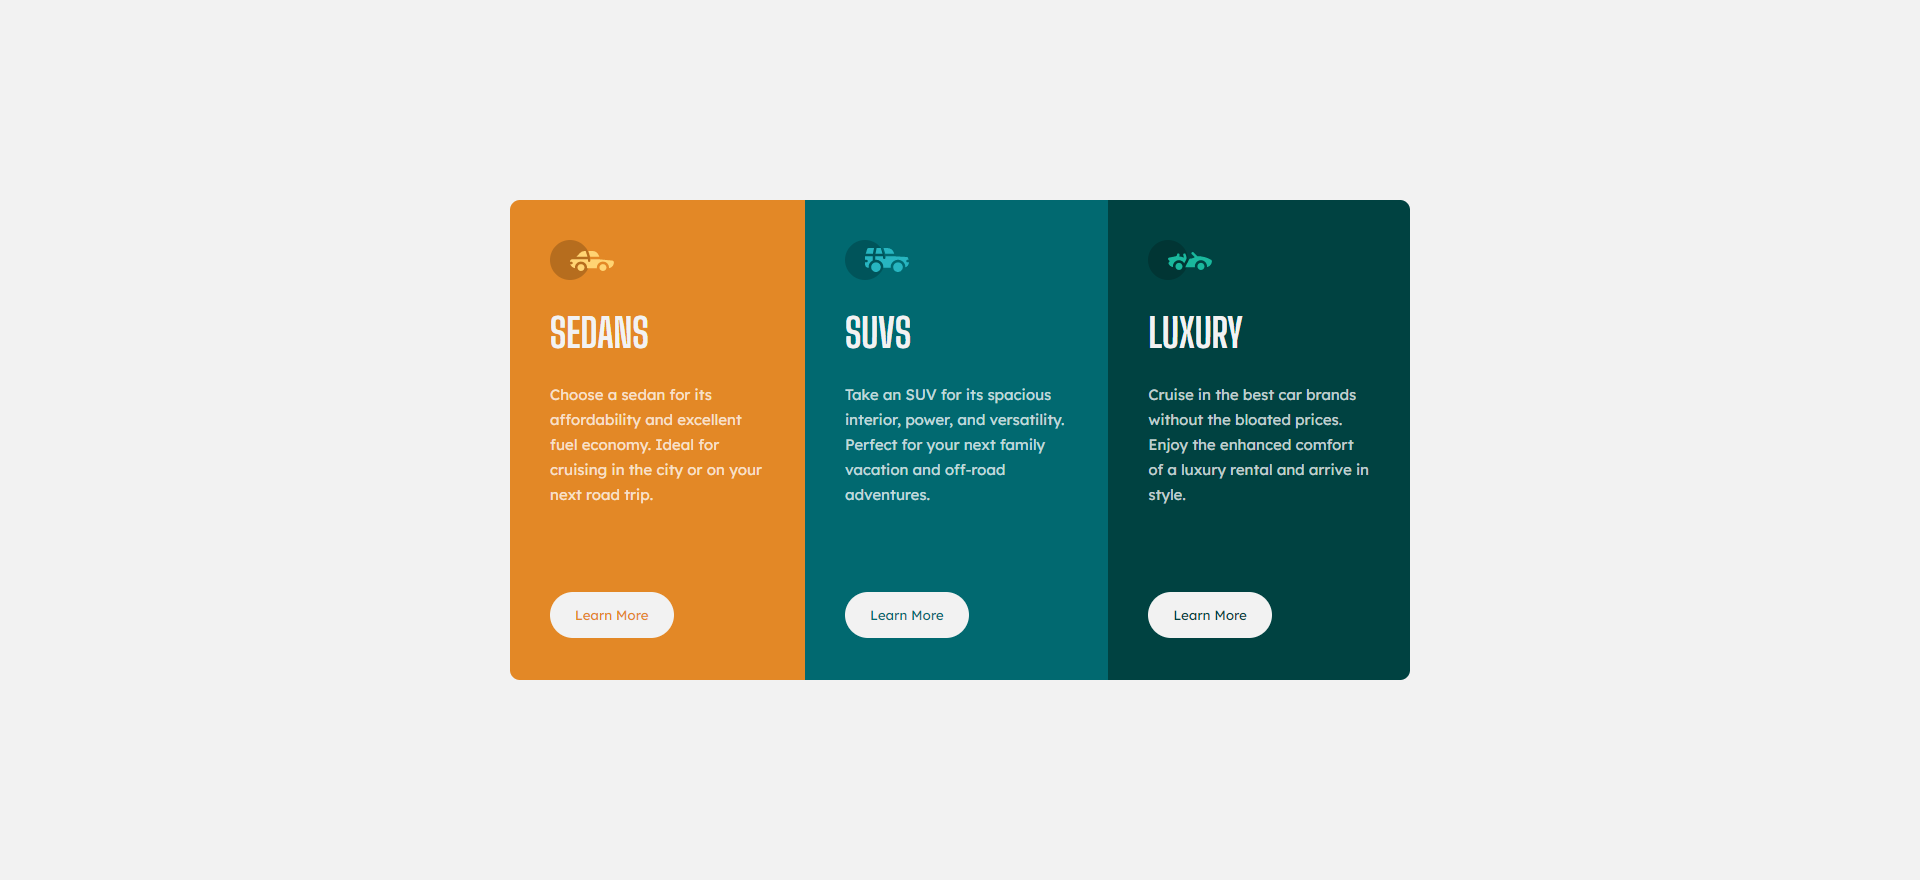 SEDANS
Choose a sedan for its
affordability and excellent
fuel economy. Ideal for
cruising in the city or on your
next road trip.
Learn More
SUVS
Take an SUV for its spacious
interior, power, and versatility.
Perfect for your next family
vacation and off-road
adventures.
Learn More
LUXURY
Cruise in the best car brands
without the bloated prices.
Enjoy the enhanced comfort
of a luxury rental and arrive in
style.
Learn More